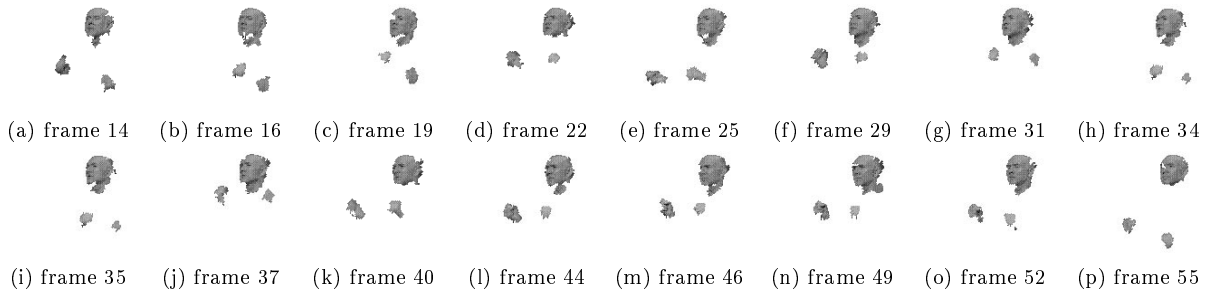 (a) frame 14 (b) frame 16 (c) frame 19 (d) frame 22 (e) frame 25 (f) frame 29 (g) frame 31 (h) frame 34
(i) frame 35 (j) frame 37 (k) frame 40 (l) frame 44 (m) frame 46 (n) frame 49 (o) frame 52 (p) frame 55